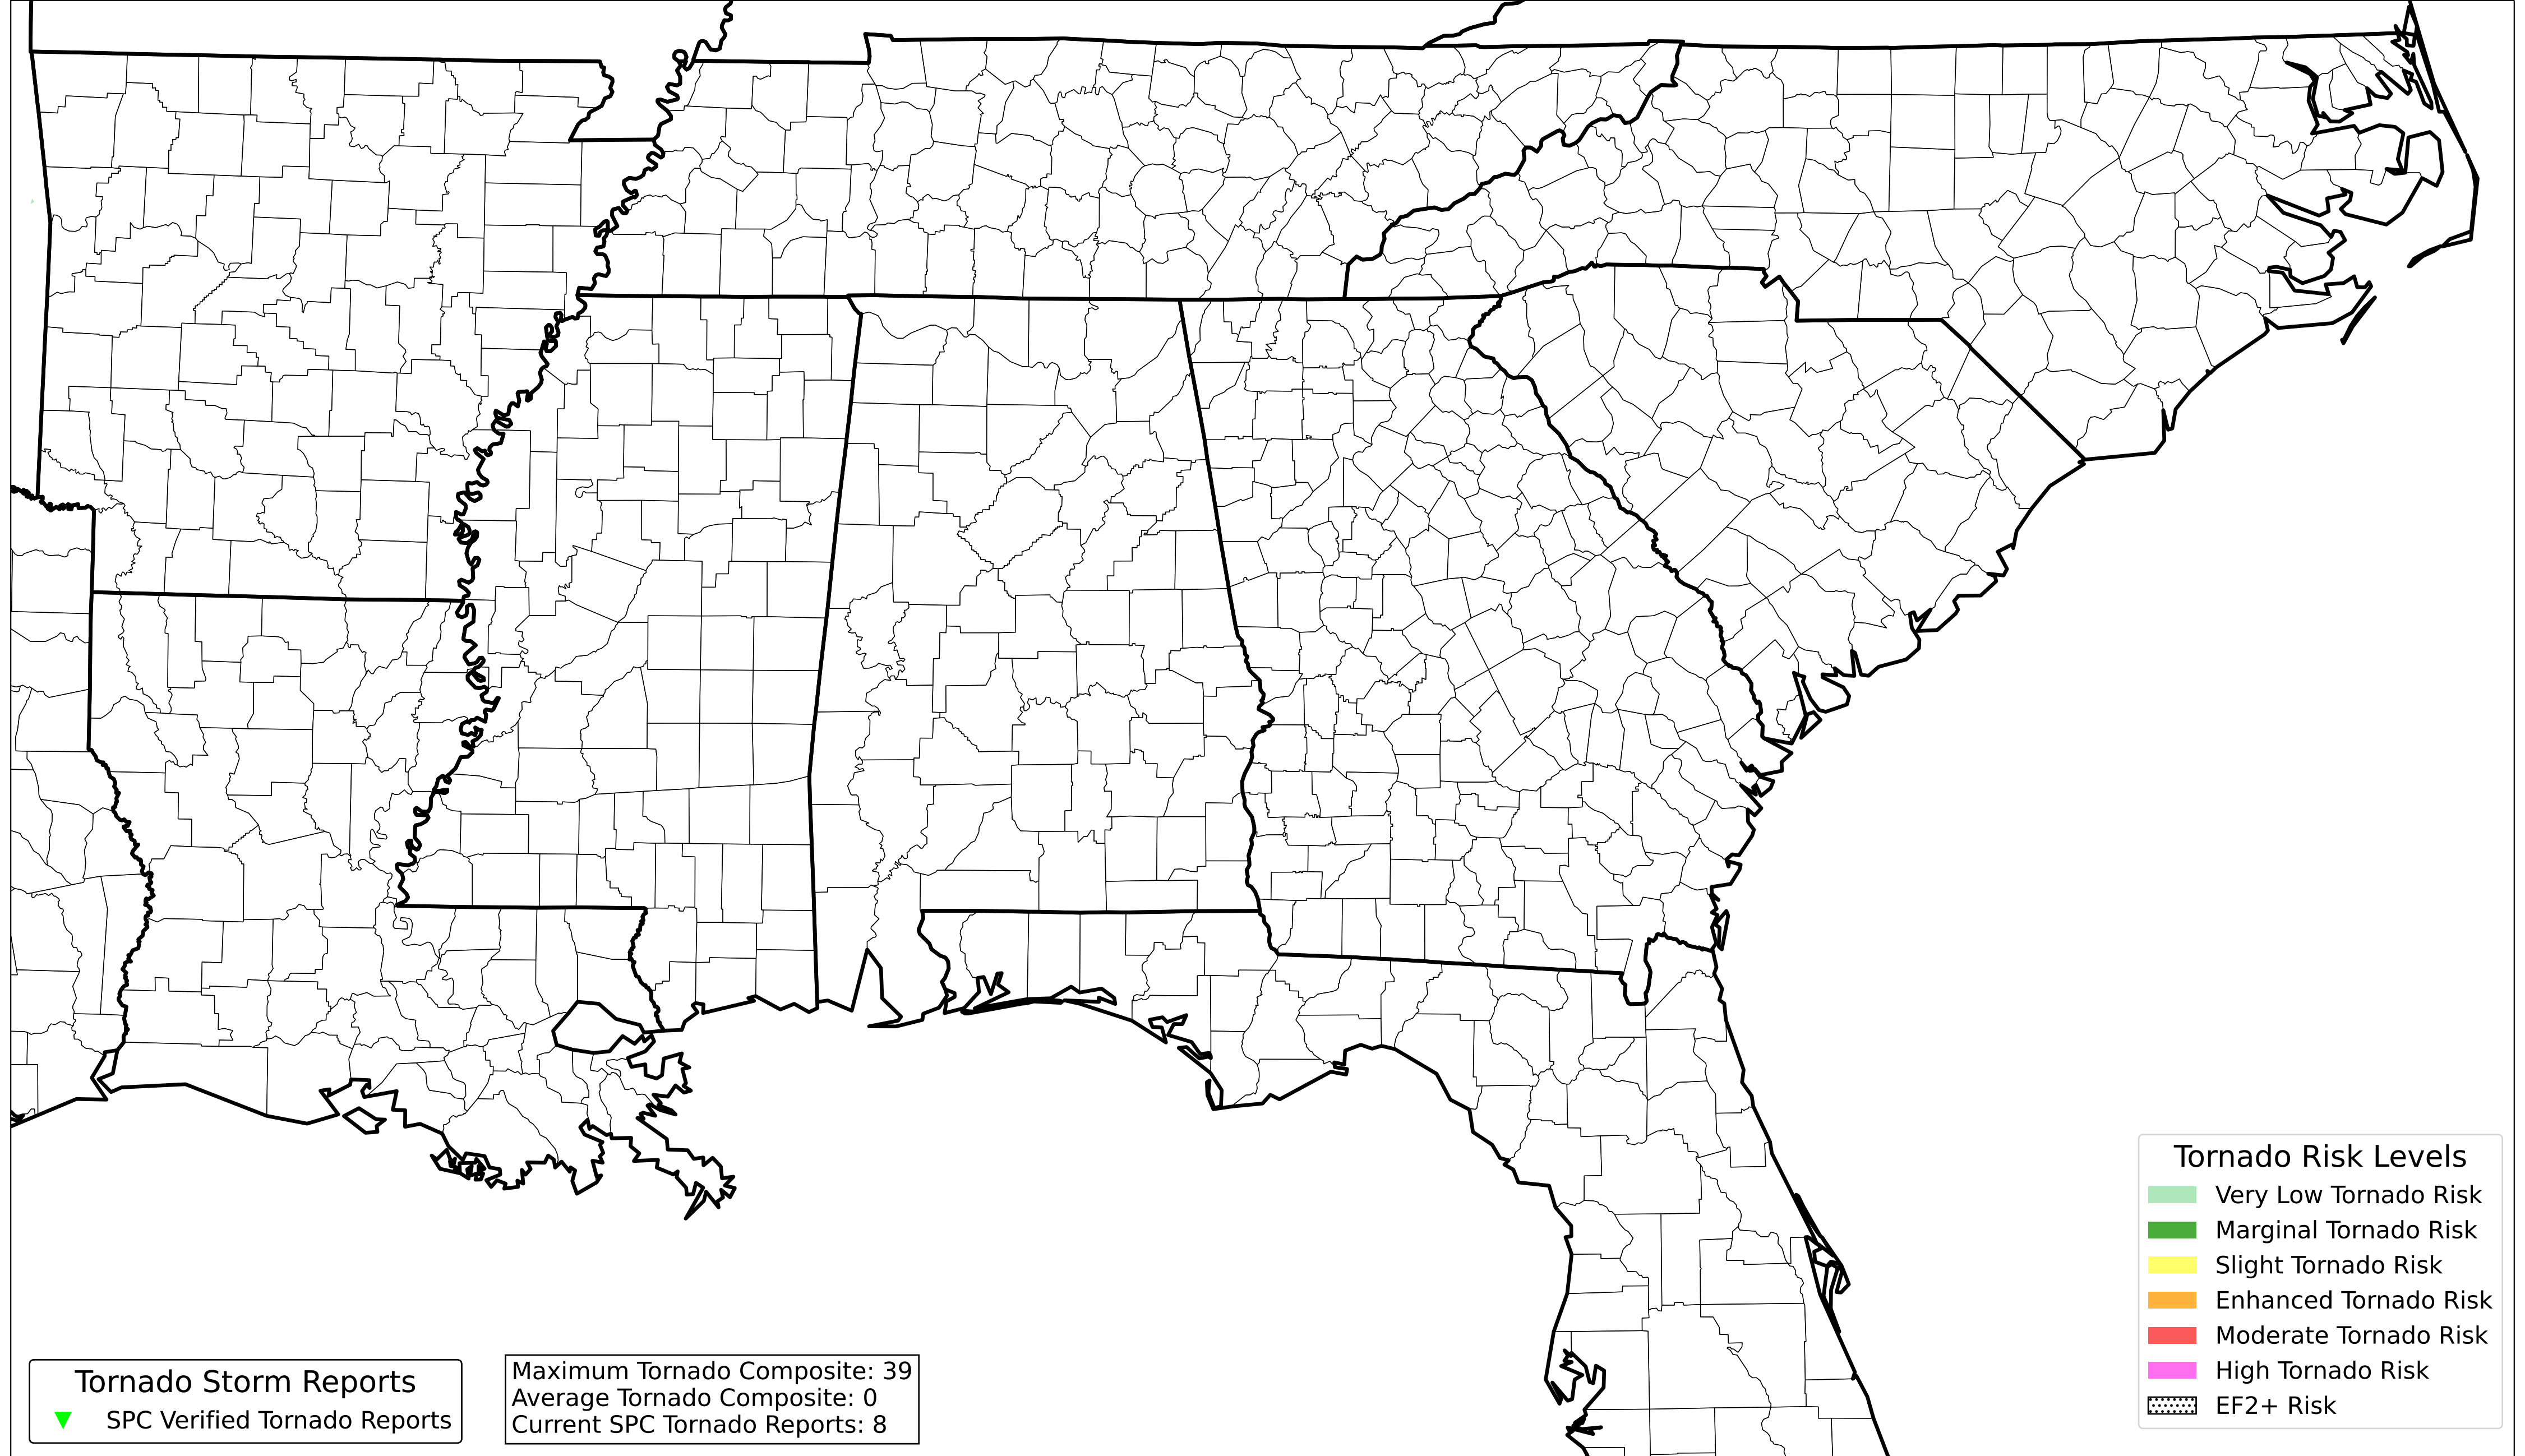 Tornado Risk Levels
Very Low Tornado Risk
Marginal Tornado Risk
Slight Tornado Risk
Enhanced Tornado Risk
Moderate Tornado Risk
High Tornado Risk
EF2+ Risk
Tornado Storm Reports
SPC Verified Tornado Reports
Maximum Tornado Composite: 39
Average Tornado Composite: 0
Current SPC Tornado Reports: 8